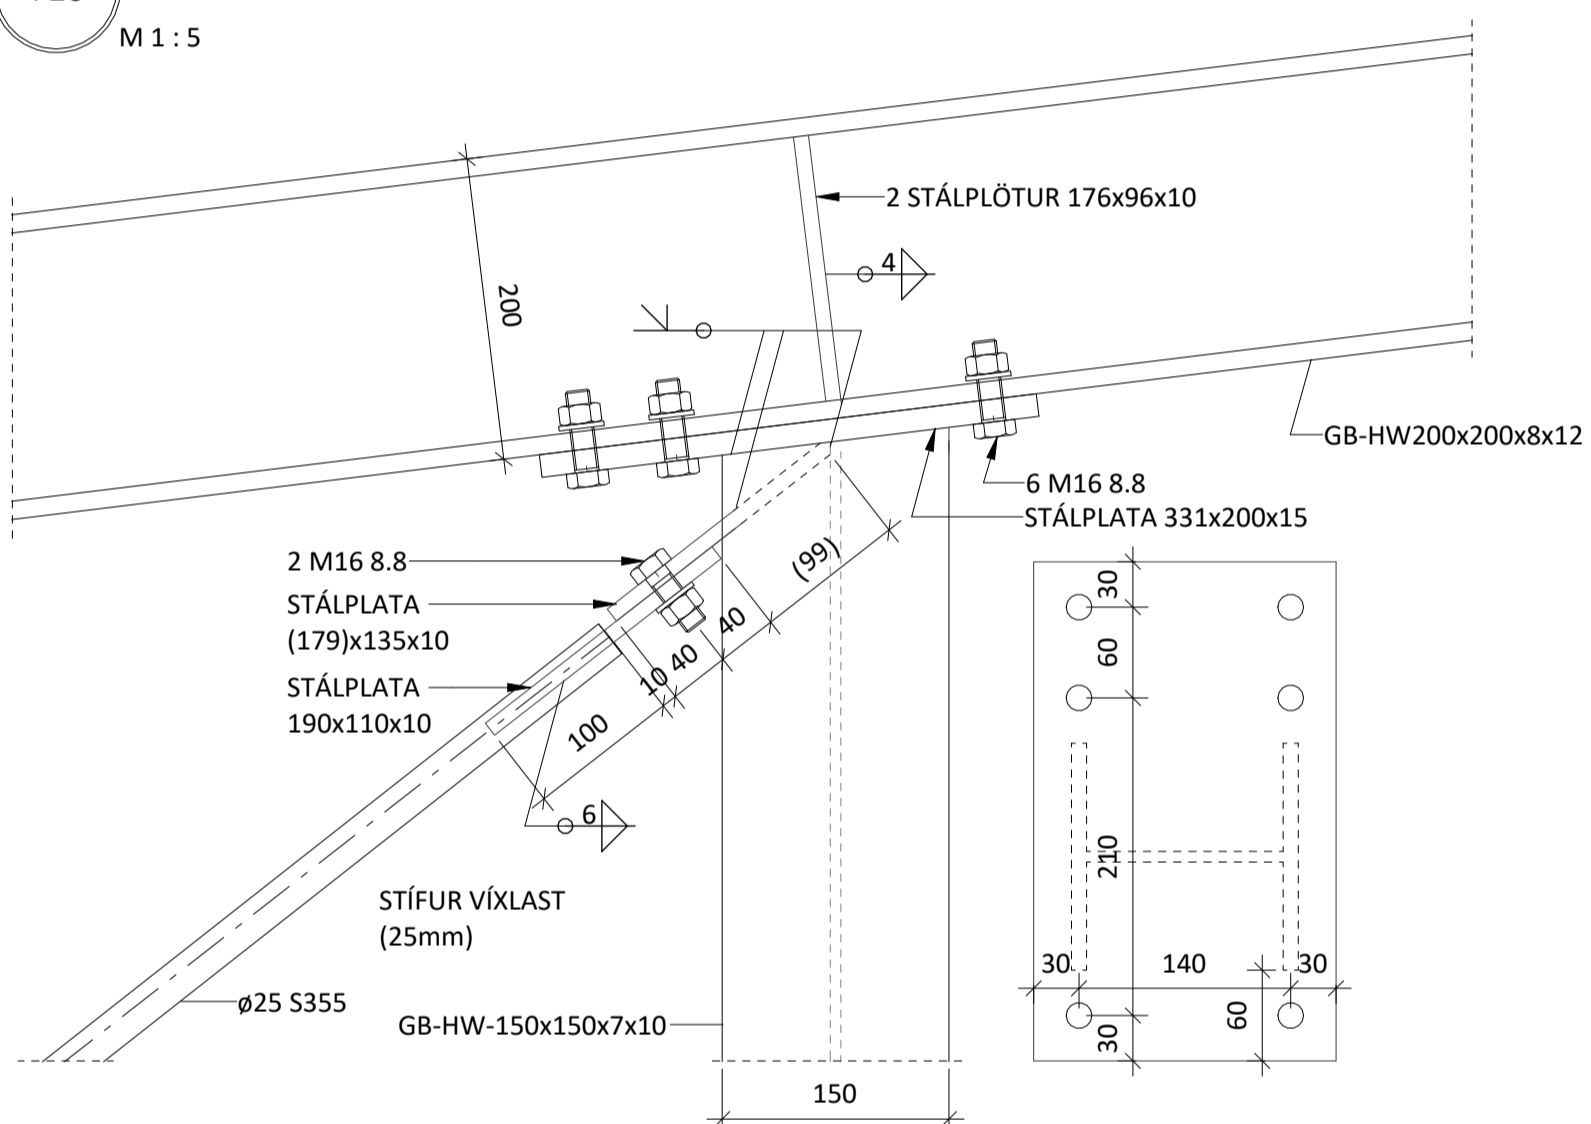 M 1 : 5
2 STÁLPLÖTUR 176x96x10
4
200
GB-HW200x200x8x12
6 M16 8.8
STÁLPLATA 331x200x15
2 M16 8.8
STÁLPLATA
(179)x135x10
STÁLPLATA
190x110x10
(99)
40
40
10
100
6
STÍFUR VÍXLAST
(25mm)
ø25 S355
GB-HW-150x150x7x10
150
30
60
210
30
140
30
60
30